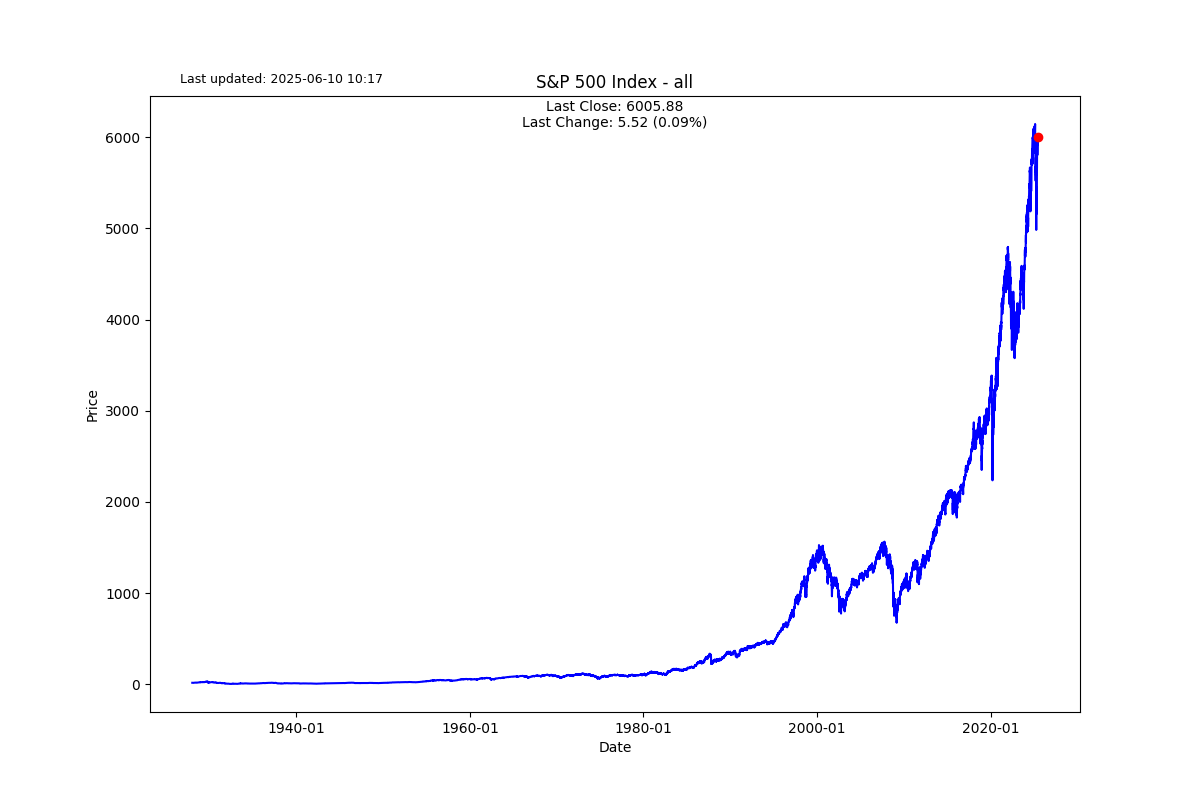 Last updated: 2025-06-10 10:17
S&P 500 Index - all
Last Close: 6005.88
Last Change: 5.52 (0.09%)
6000
5000
4000
3000
2000
1000
0
Price
1940-01
1960-01
1980-01
2000-01
2020-01
Date